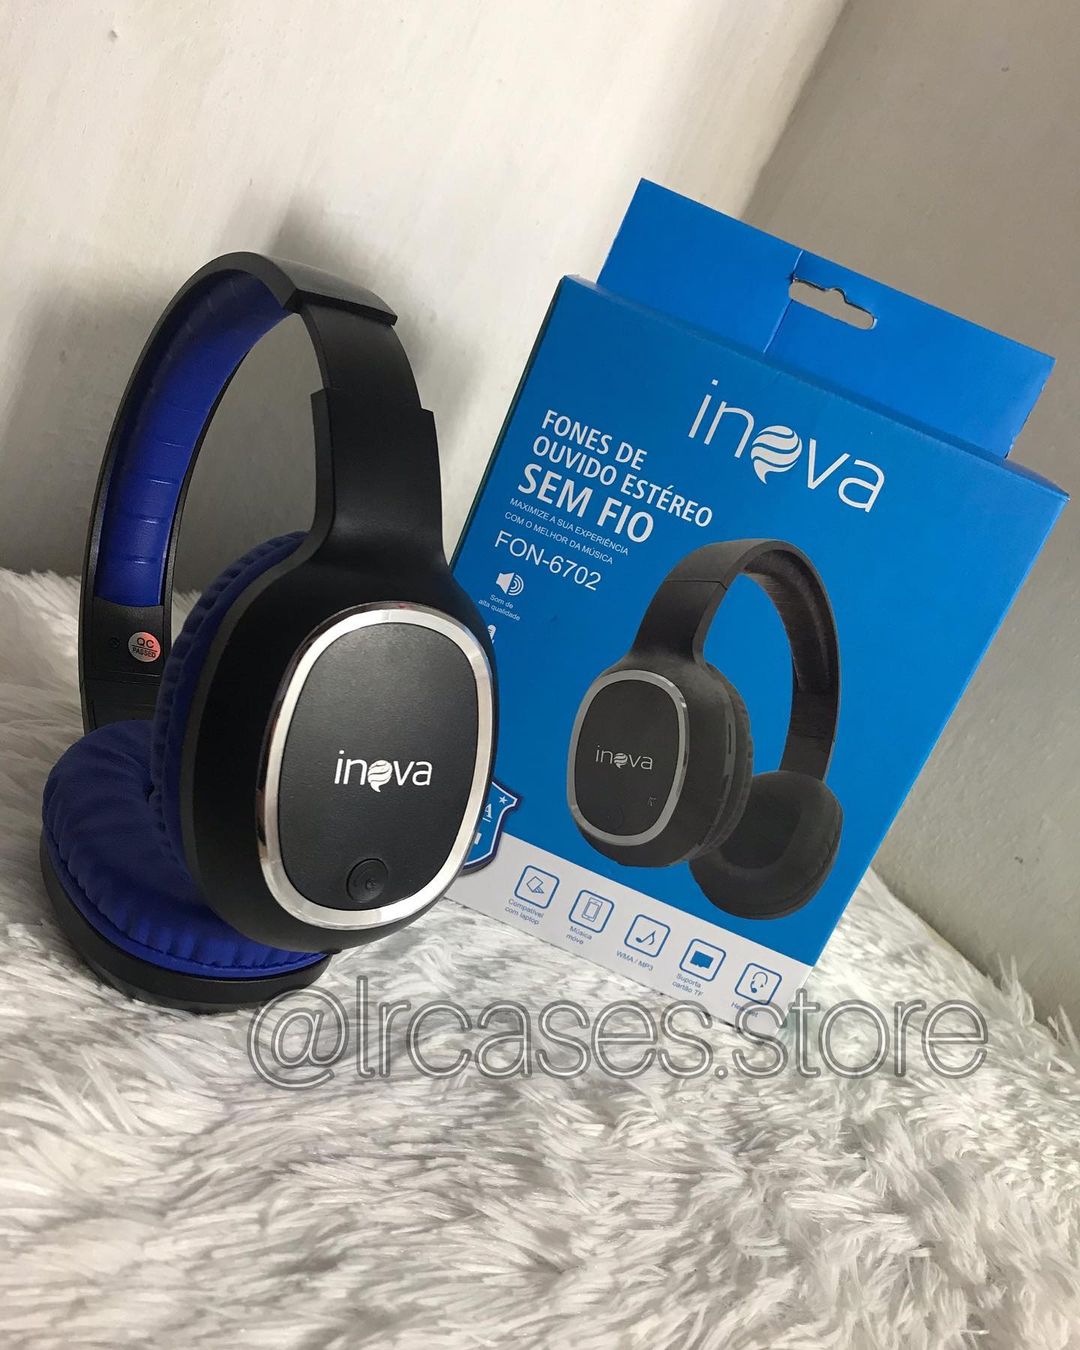 inova
FONES DE
OUVIDO ESTÉREO
SEM FIO
MAXIMIZE A SUA EXPERIÊNCIA
COM O MELHOR DA MÚSICA
FON-6702
Som de
alta qualidade
inova
QC
PASSED
inova
Compatível
com laptop
Música
móve
WMA / MP3
Suporta
cartão TF
@lrcases.store